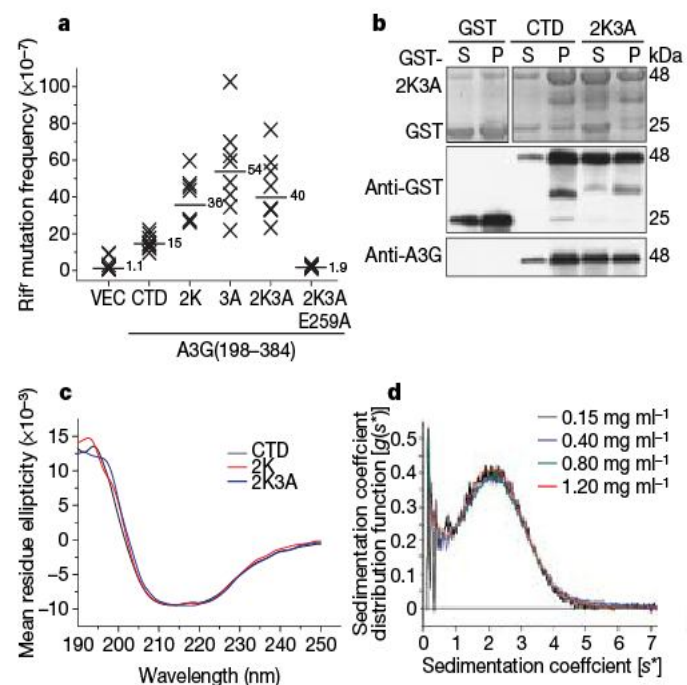 a
Rifʳ mutation frequency (×10⁻⁷)
100
80
60
40
20
0
1.1
15
36
54
40
1.9
VEC CTD 2K 3A 2K3A 2K3A
E259A
A3G(198–384)
b
GST CTD 2K3A
GST- S P S P S P kDa
2K3A 48
GST 25
Anti-GST 48
25
Anti-A3G 48
c
Mean residue ellipticity (×10⁻³)
15
10
5
0
−5
−10
CTD
2K
2K3A
190 200 210 220 230 240 250
Wavelength (nm)
d
Sedimentation coeffcient
distribution function [g(s*)]
0.5
0.4
0.3
0.2
0.1
0
0.15 mg ml⁻¹
0.40 mg ml⁻¹
0.80 mg ml⁻¹
1.20 mg ml⁻¹
0 1 2 3 4 5 6 7
Sedimentation coeffcient [s*]